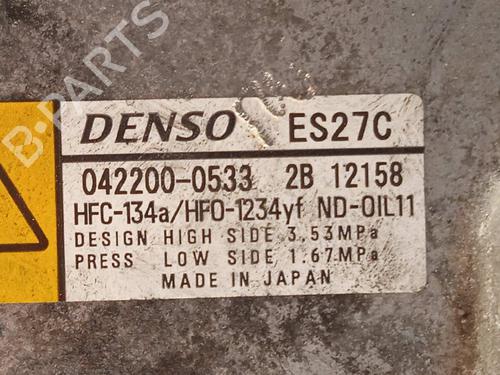 B-PARTS
DENSO ES27C
042200-0533 2B 12158
HFC-134a/HFO-1234yf ND-OIL11
DESIGN HIGH SIDE 3.53MPa
PRESS LOW SIDE 1.67MPa
MADE IN JAPAN